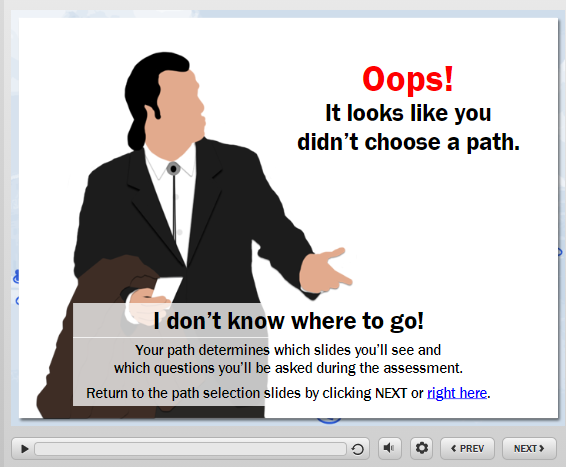 Oops!
It looks like you
didn't choose a path.
I don't know where to go!
Your path determines which slides you'll see and
which questions you'll be asked during the assessment.
Return to the path selection slides by clicking NEXT or right here.
PREV
NEXT